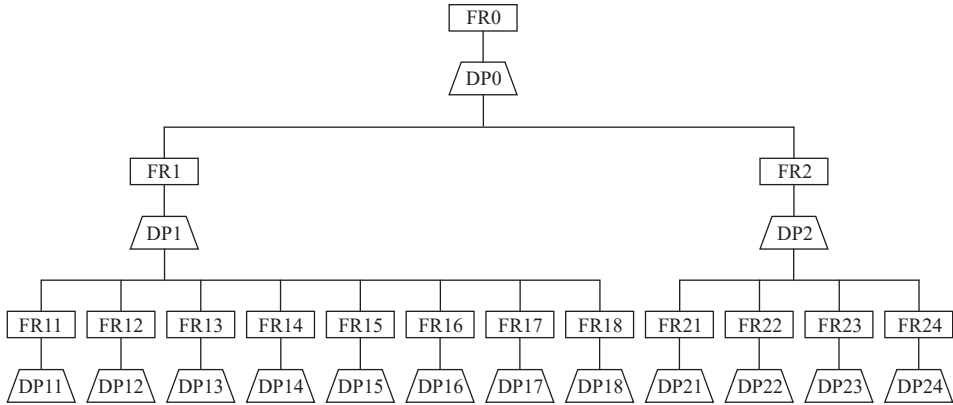 FR0
DP0
FR1 FR2
DP1 DP2
FR11 FR12 FR13 FR14 FR15 FR16 FR17 FR18 FR21 FR22 FR23 FR24
DP11 DP12 DP13 DP14 DP15 DP16 DP17 DP18 DP21 DP22 DP23 DP24